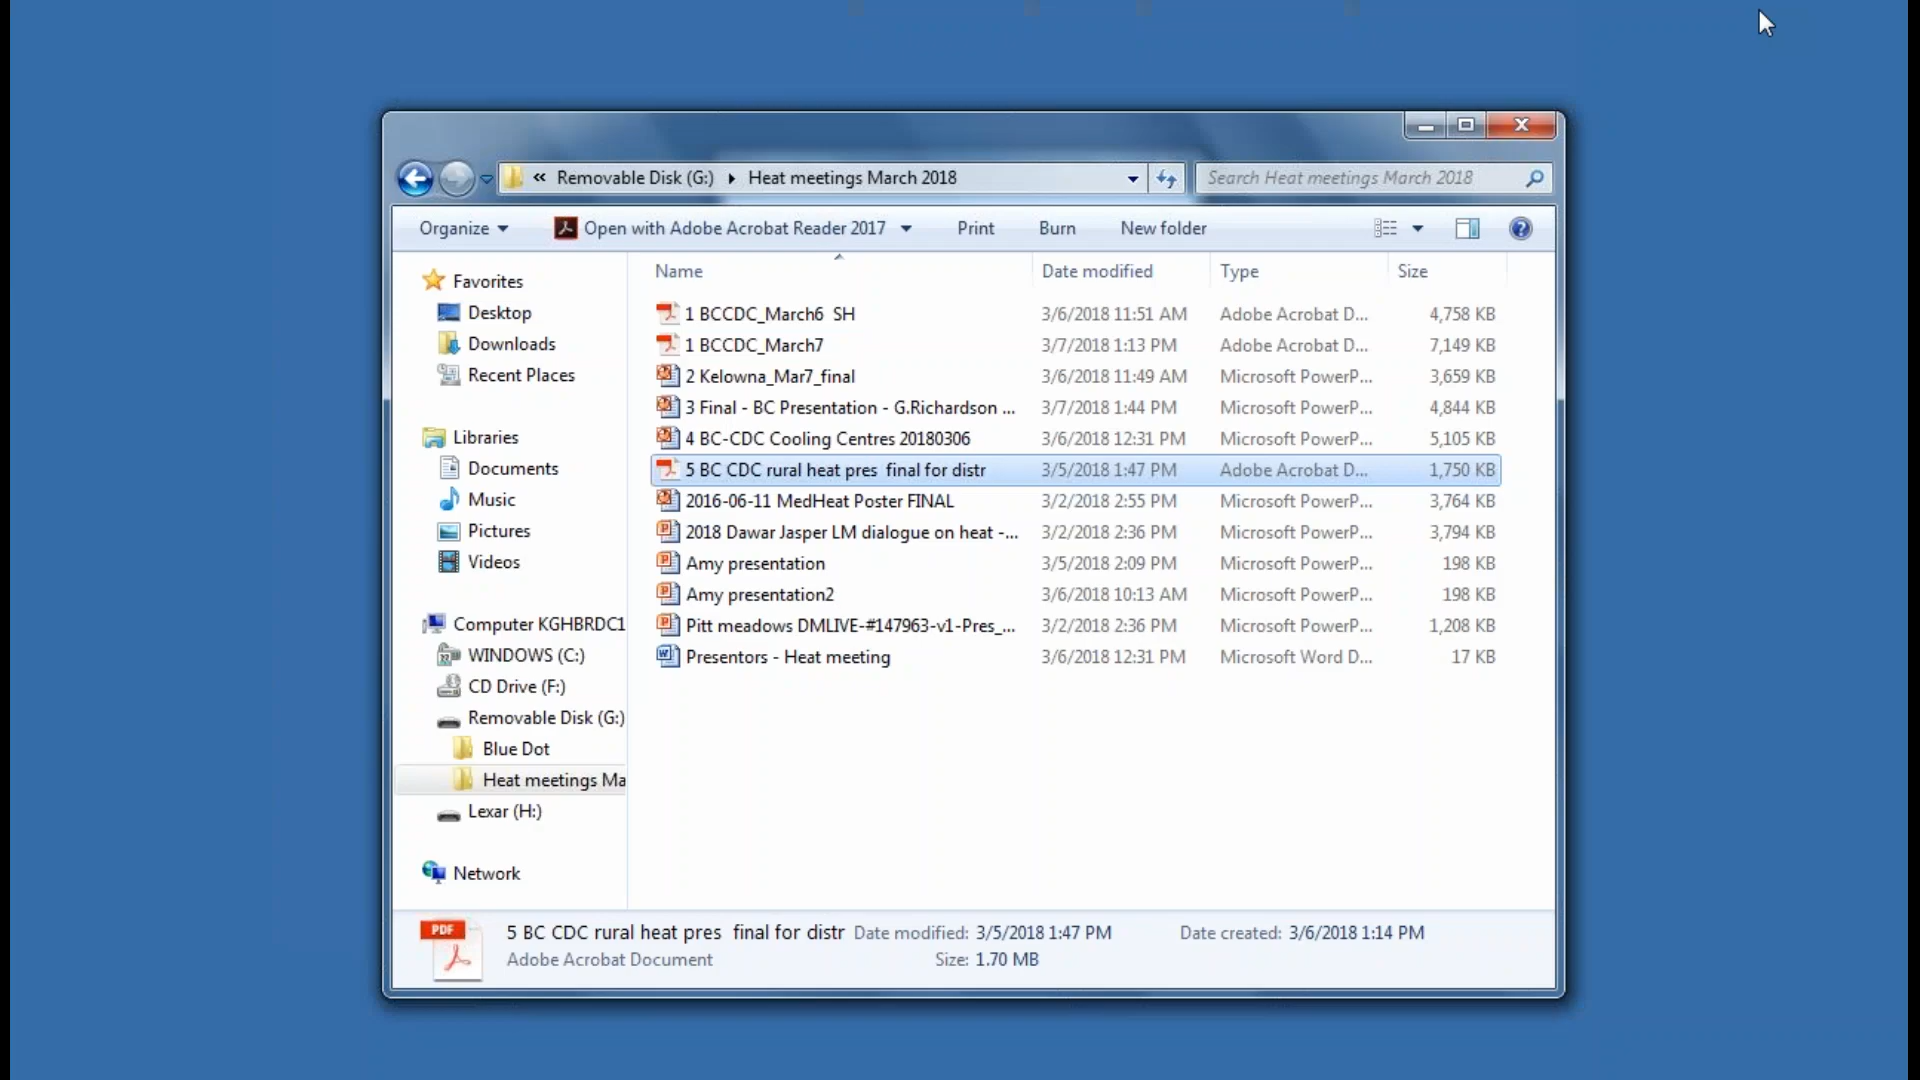 « Removable Disk (G:) Heat meetings March 2018 Search Heat meetings March 2018
Organize Open with Adobe Acrobat Reader 2017 Print Burn New folder
Name Date modified Type Size
Favorites
Desktop
Downloads
Recent Places
Libraries
Documents
Music
Pictures
Videos
Computer KGHBRDC1
WINDOWS (C:)
CD Drive (F:)
Removable Disk (G:)
Blue Dot
Heat meetings Ma
Lexar (H:)
Network
1 BCCDC_March6 SH 3/6/2018 11:51 AM Adobe Acrobat D... 4,758 KB
1 BCCDC_March7 3/7/2018 1:13 PM Adobe Acrobat D... 7,149 KB
2 Kelowna_Mar7_final 3/6/2018 11:49 AM Microsoft PowerP... 3,659 KB
3 Final - BC Presentation - G.Richardson ... 3/7/2018 1:44 PM Microsoft PowerP... 4,844 KB
4 BC-CDC Cooling Centres 20180306 3/6/2018 12:31 PM Microsoft PowerP... 5,105 KB
5 BC CDC rural heat pres final for distr 3/5/2018 1:47 PM Adobe Acrobat D... 1,750 KB
2016-06-11 MedHeat Poster FINAL 3/2/2018 2:55 PM Microsoft PowerP... 3,764 KB
2018 Dawar Jasper LM dialogue on heat -... 3/2/2018 2:36 PM Microsoft PowerP... 3,794 KB
Amy presentation 3/5/2018 2:09 PM Microsoft PowerP... 198 KB
Amy presentation2 3/6/2018 10:13 AM Microsoft PowerP... 198 KB
Pitt meadows DMLIVE-#147963-v1-Pres_... 3/2/2018 2:36 PM Microsoft PowerP... 1,208 KB
Presentors - Heat meeting 3/6/2018 12:31 PM Microsoft Word D... 17 KB
PDF
5 BC CDC rural heat pres final for distr Date modified: 3/5/2018 1:47 PM Date created: 3/6/2018 1:14 PM
Adobe Acrobat Document Size: 1.70 MB